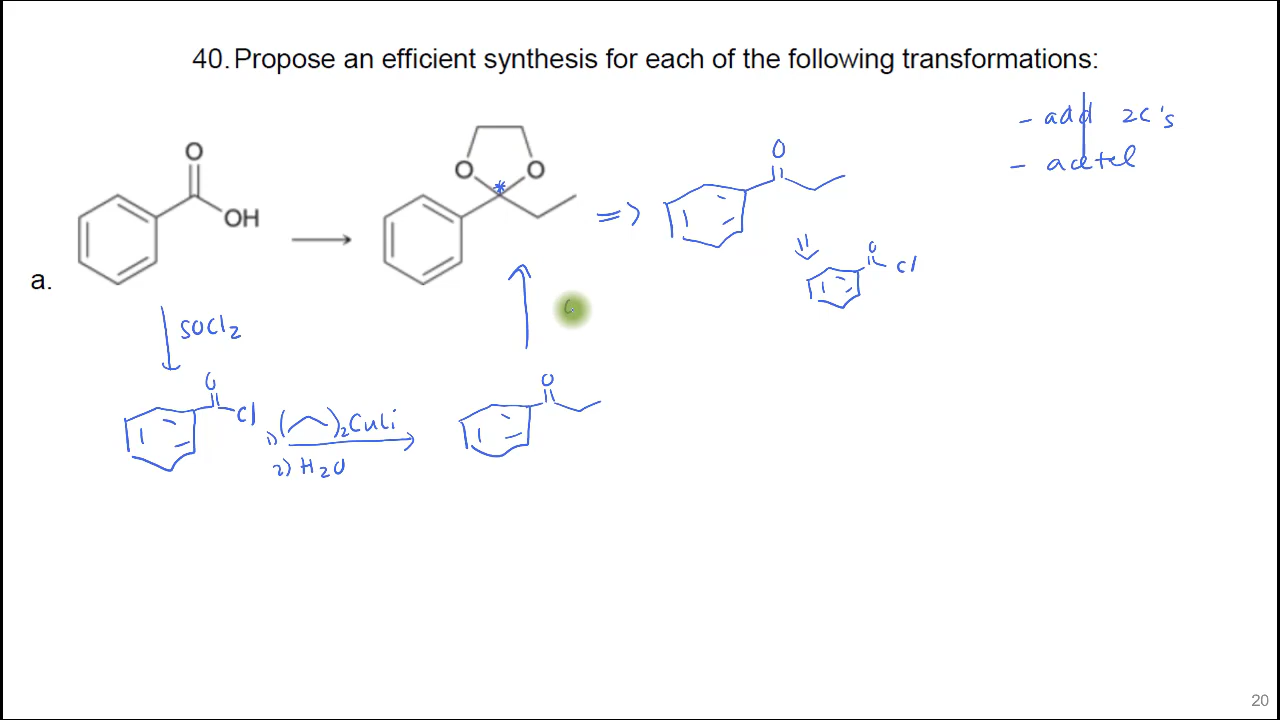 40. Propose an efficient synthesis for each of the following transformations:
- add 2C's
- acetel
O
OH
O O
*
O
=>
O
Cl
a.
SOCl2
O
Cl
1) ( )2CuLi
2) H2O
O
20